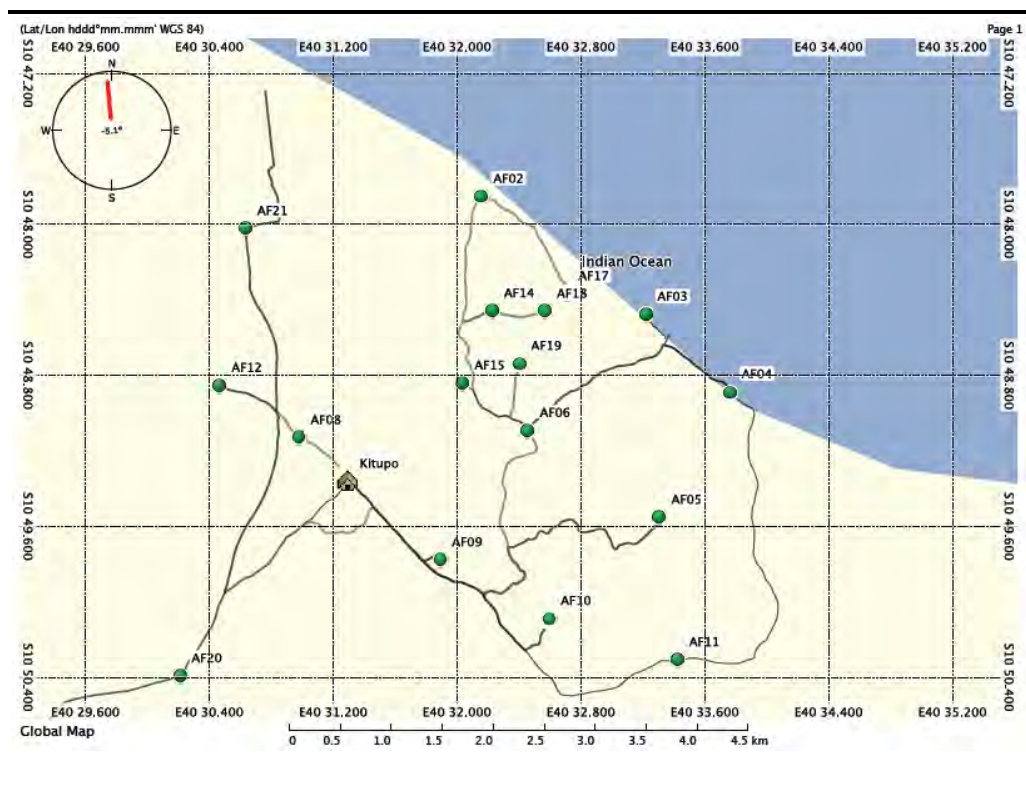 (Lat/Lon hddd°mm.mmm' WGS 84)
Page 1
E40 29.600 E40 30.400 E40 31.200 E40 32.000 E40 32.800 E40 33.600 E40 34.400 E40 35.200
S10 47.200
S10 47.200
N
W
-5.1°
E
S
AF02
AF21
S10 48.000
S10 48.000
Indian Ocean
AF17
AF14
AF18
AF03
AF19
AF15
AF12
AF04
S10 48.800
S10 48.800
AF06
AF08
Kitupo
AF05
S10 49.600
S10 49.600
AF09
AF10
AF11
AF20
S10 50.400
S10 50.400
E40 29.600 E40 30.400 E40 31.200 E40 32.000 E40 32.800 E40 33.600 E40 34.400 E40 35.200
Global Map
0 0.5 1.0 1.5 2.0 2.5 3.0 3.5 4.0 4.5 km